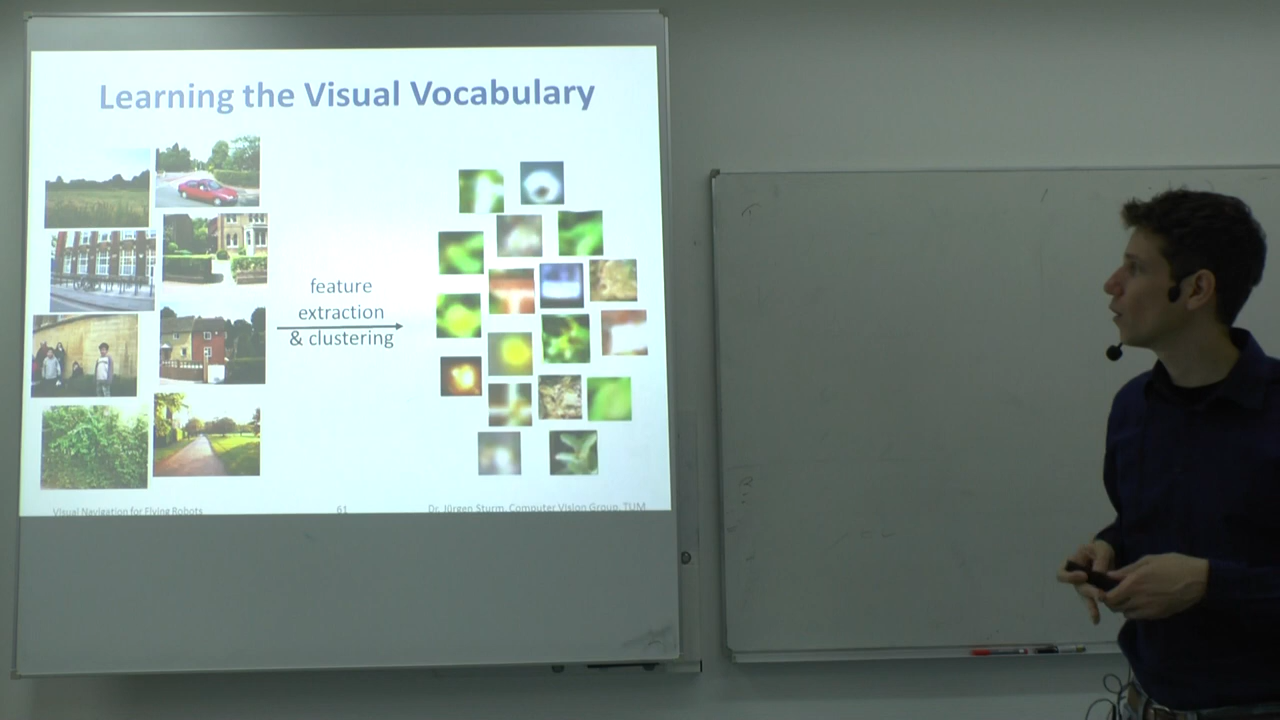 Learning the Visual Vocabulary
feature
extraction
& clustering
Visual Navigation for Flying Robots
61
Dr. Jürgen Sturm, Computer Vision Group, TUM